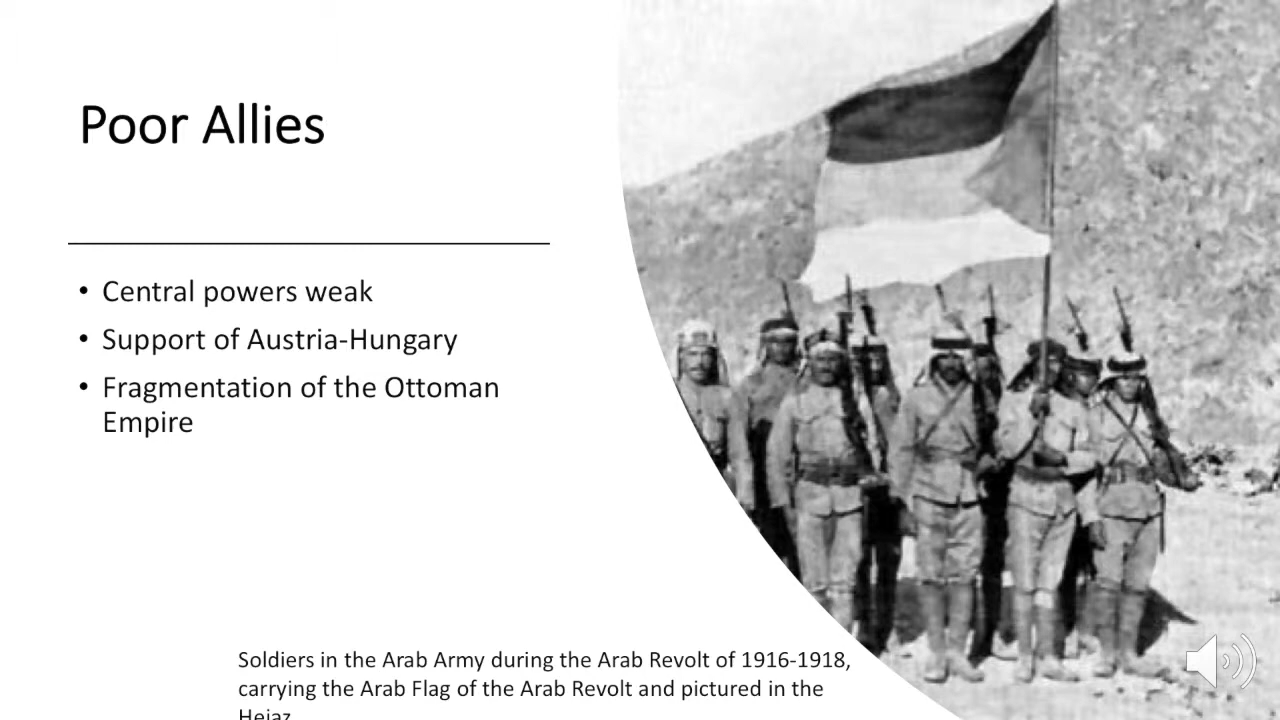 Poor Allies
• Central powers weak
• Support of Austria-Hungary
• Fragmentation of the Ottoman
Empire
Soldiers in the Arab Army during the Arab Revolt of 1916-1918,
carrying the Arab Flag of the Arab Revolt and pictured in the
Hejaz